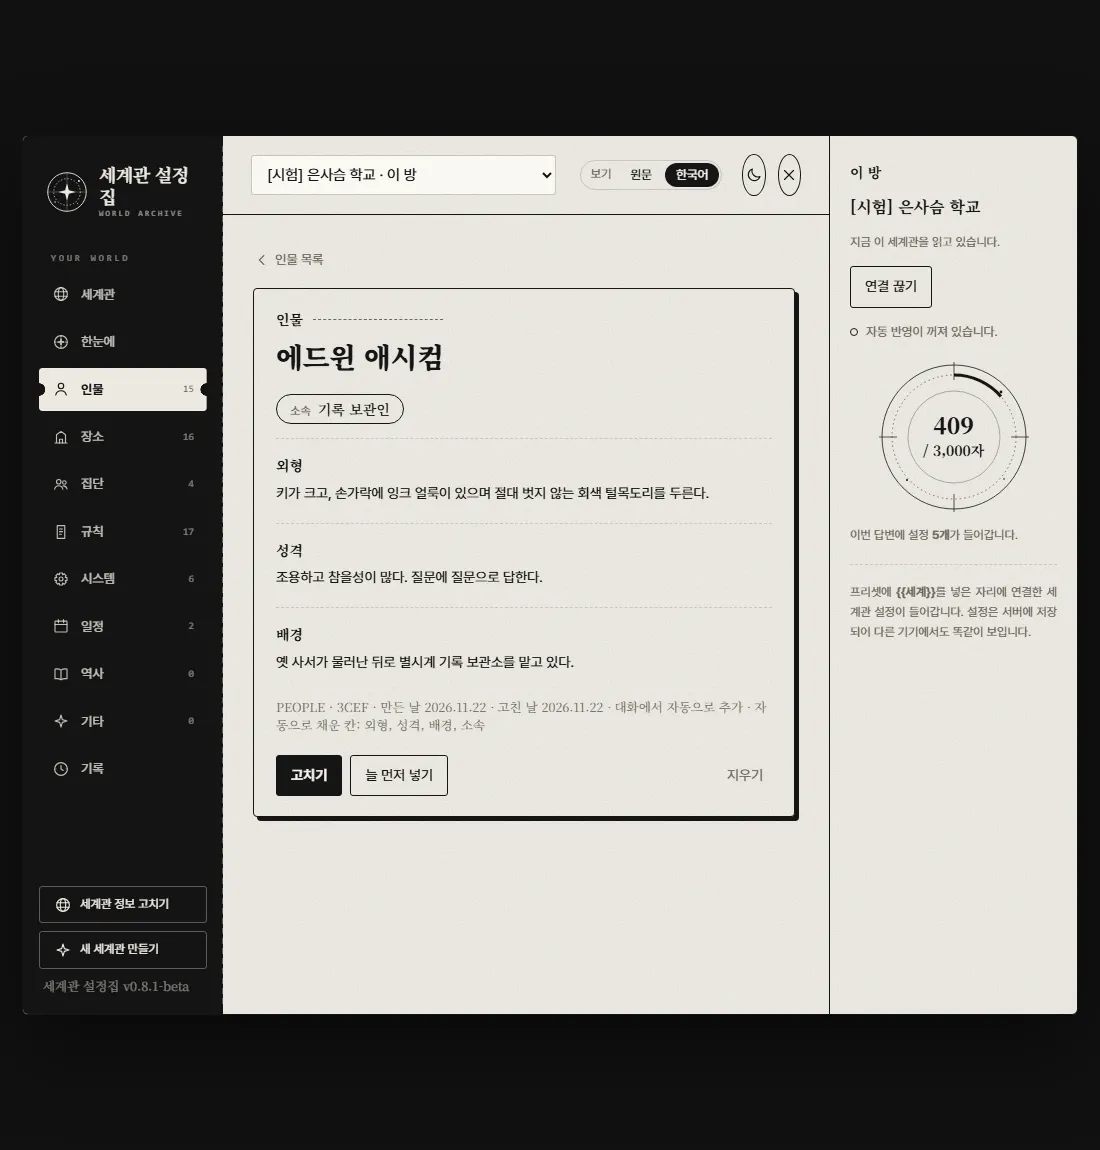 세계관 설정
집
WORLD ARCHIVE
YOUR WORLD
세계관
한눈에
인물 15
장소 16
집단 4
규칙 17
시스템 6
일정 2
역사 0
기타 0
기록
세계관 정보 고치기
새 세계관 만들기
세계관 설정집 v0.8.1-beta
[시험] 은사슴 학교 · 이 방
보기 원문 한국어
인물 목록
인물
에드윈 애시컴
소속 기록 보관인
외형
키가 크고, 손가락에 잉크 얼룩이 있으며 절대 벗지 않는 회색 털목도리를 두른다.
성격
조용하고 참을성이 많다. 질문에 질문으로 답한다.
배경
옛 사서가 물러난 뒤로 별시계 기록 보관소를 맡고 있다.
PEOPLE · 3CEF · 만든 날 2026.11.22 · 고친 날 2026.11.22 · 대화에서 자동으로 추가 · 자
동으로 채운 칸: 외형, 성격, 배경, 소속
고치기 늘 먼저 넣기 지우기
이 방
[시험] 은사슴 학교
지금 이 세계관을 읽고 있습니다.
연결 끊기
자동 반영이 꺼져 있습니다.
409
/ 3,000자
이번 답변에 설정 5개가 들어갑니다.
프리셋에 {{세계}}를 넣은 자리에 연결한 세
계관 설정이 들어갑니다. 설정은 서버에 저장
되어 다른 기기에서도 똑같이 보입니다.